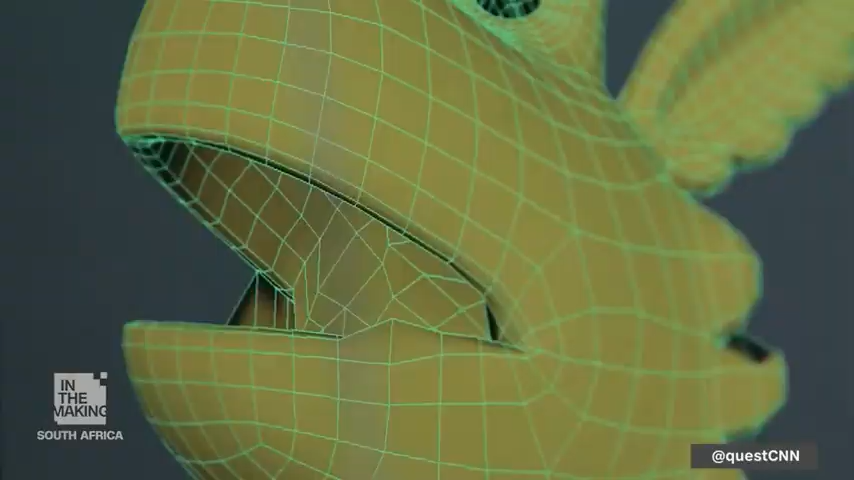 IN
THE
MAKING
SOUTH AFRICA
@questCNN